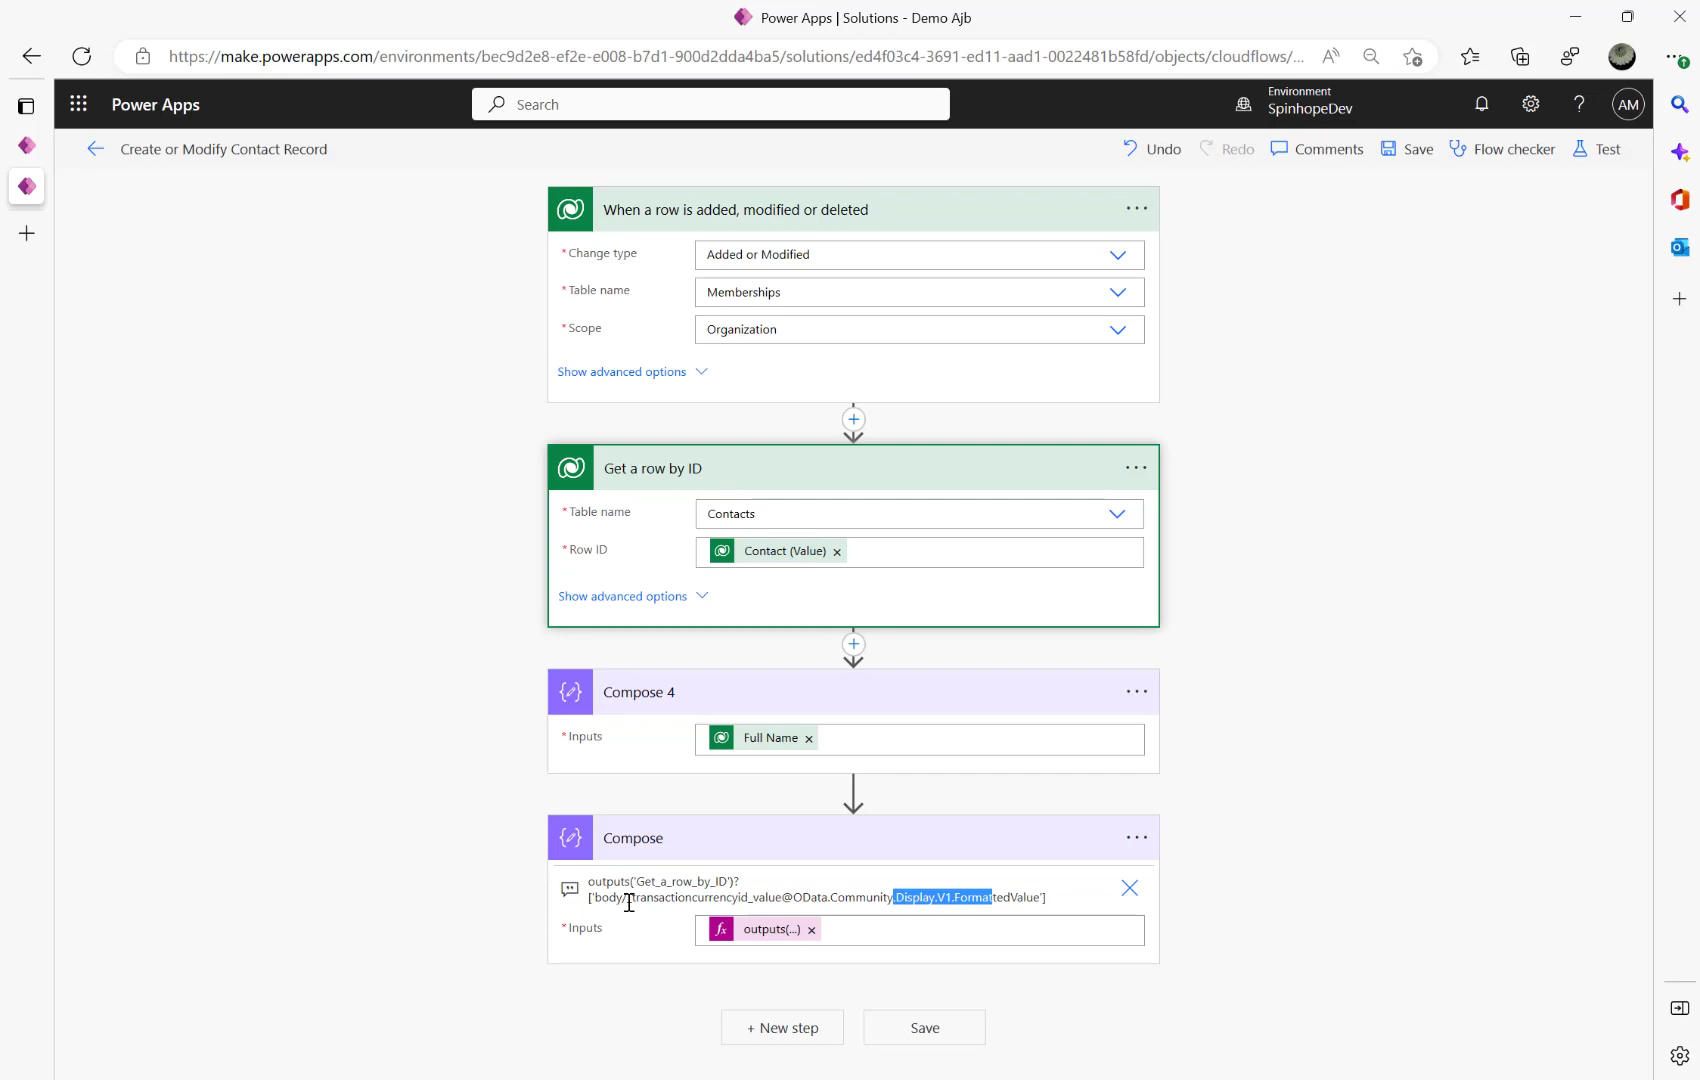 Power Apps | Solutions - Demo Ajb
https://make.powerapps.com/environments/bec9d2e8-ef2e-e008-b7d1-900d2dda4ba5/solutions/ed4f03c4-3691-ed11-aad1-0022481b58fd/objects/cloudflows/...
Power Apps
Search
Environment
SpinhopeDev
AM
Create or Modify Contact Record
Undo
Redo
Comments
Save
Flow checker
Test
When a row is added, modified or deleted
* Change type
Added or Modified
* Table name
Memberships
* Scope
Organization
Show advanced options
Get a row by ID
* Table name
Contacts
* Row ID
Contact (Value) ×
Show advanced options
Compose 4
* Inputs
Full Name ×
Compose
outputs('Get_a_row_by_ID')?
['body/_transactioncurrencyid_value@OData.Community.Display.V1.FormattedValue']
* Inputs
fx outputs(...) ×
+ New step
Save